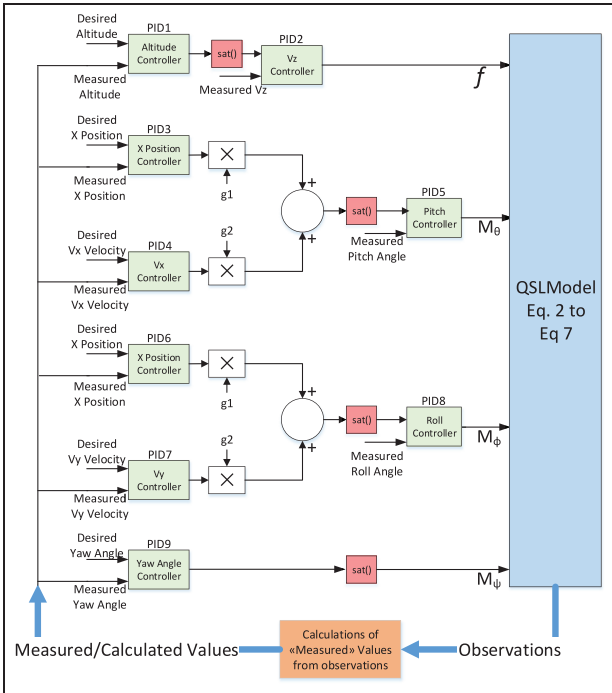 Desired
Altitude
PID1
Altitude
Controller
sat()
PID2
Vz
Controller
Measured
Altitude
Measured Vz
f
Desired
X Position
PID3
X Position
Controller
×
Measured
X Position
g1
+
+
sat()
PID5
Pitch
Controller
Measured
Pitch Angle
Mθ
g2
Desired
Vx Velocity
PID4
Vx
Controller
×
Measured
Vx Velocity
QSLModel
Eq. 2 to
Eq 7
Desired
X Position
PID6
X Position
Controller
×
Measured
X Position
g1
+
+
sat()
PID8
Roll
Controller
Measured
Roll Angle
Mϕ
g2
Desired
Vy Velocity
PID7
Vy
Controller
×
Measured
Vy Velocity
Desired
Yaw Angle
PID9
Yaw Angle
Controller
sat()
Mψ
Measured
Yaw Angle
Measured/Calculated Values
Calculations of
«Measured» Values
from observations
Observations